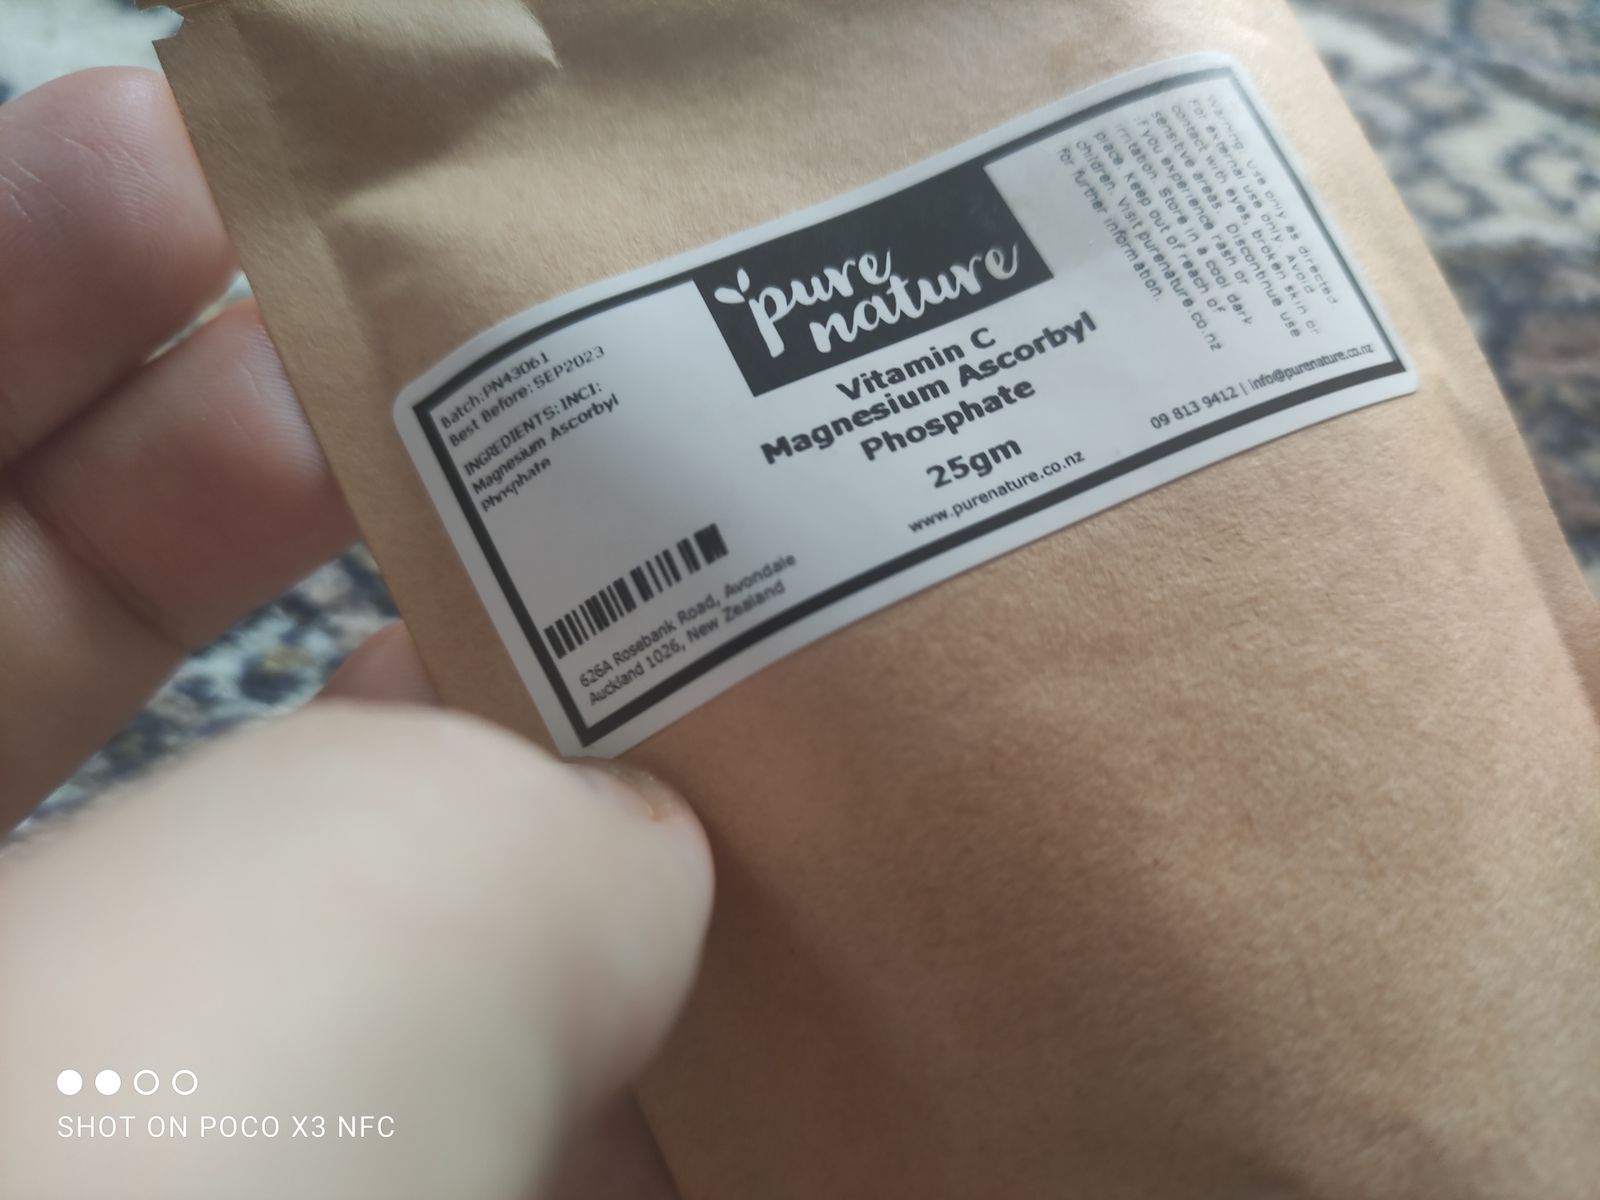 Batch:PN43061
Best Before:SEP2023
INGREDIENTS: INCI:
Magnesium Ascorbyl
Phosphate
626A Rosebank Road, Avondale
Auckland 1026, New Zealand
pure
nature
Vitamin C
Magnesium Ascorbyl
Phosphate
25gm
www.purenature.co.nz
Warning. Use only as directed
For external use only. Avoid
contact with eyes, broken skin or
sensitive areas. Discontinue use
if you experience rash or
irritation. Store in a cool dark
place. Keep out of reach of
children. Visit purenature.co.nz
for further information.
09 813 9412 | info@purenature.co.nz
SHOT ON POCO X3 NFC